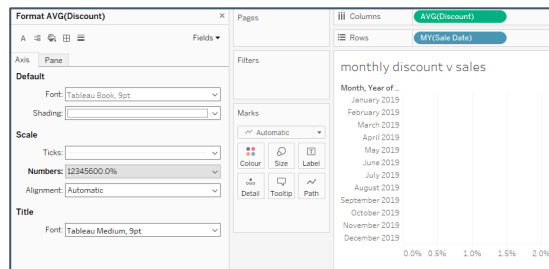 Format AVG(Discount) ×
Fields
Axis
Pane
Default
Font: Tableau Book, 9pt
Shading:
Scale
Ticks:
Numbers: 12345600.0%
Alignment: Automatic
Title
Font: Tableau Medium, 9pt
Pages
Filters
Marks
Automatic
Colour
Size
Label
Detail
Tooltip
Path
Columns
AVG(Discount)
Rows
MY(Sale Date)
monthly discount v sales
Month, Year of ..
January 2019
February 2019
March 2019
April 2019
May 2019
June 2019
July 2019
August 2019
September 2019
October 2019
November 2019
December 2019
0.0% 0.5% 1.0% 1.5% 2.0%